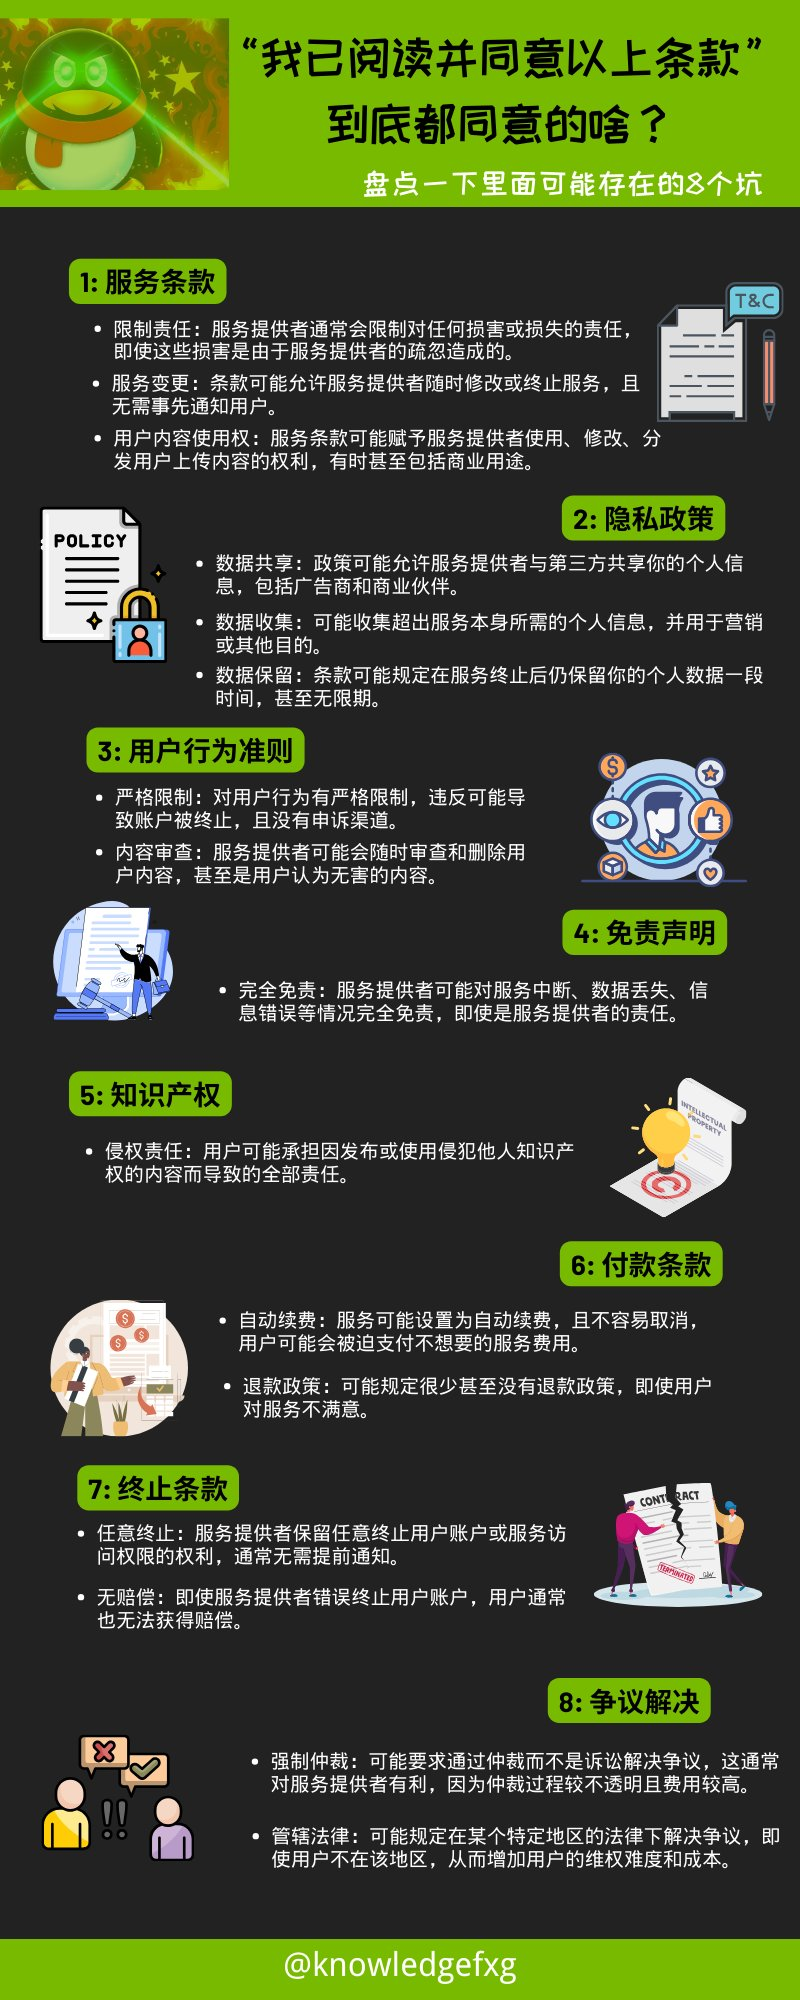 “我已阅读并同意以上条款”
到底都同意的啥？
盘点一下里面可能存在的8个坑
1: 服务条款
T&C
限制责任：服务提供者通常会限制对任何损害或损失的责任，
即使这些损害是由于服务提供者的疏忽造成的。
服务变更：条款可能允许服务提供者随时修改或终止服务，且
无需事先通知用户。
用户内容使用权：服务条款可能赋予服务提供者使用、修改、分
发用户上传内容的权利，有时甚至包括商业用途。
2: 隐私政策
POLICY
数据共享：政策可能允许服务提供者与第三方共享你的个人信
息，包括广告商和商业伙伴。
数据收集：可能收集超出服务本身所需的个人信息，并用于营销
或其他目的。
数据保留：条款可能规定在服务终止后仍保留你的个人数据一段
时间，甚至无限期。
3: 用户行为准则
严格限制：对用户行为有严格限制，违反可能导
致账户被终止，且没有申诉渠道。
内容审查：服务提供者可能会随时审查和删除用
户内容，甚至是用户认为无害的内容。
4: 免责声明
完全免责：服务提供者可能对服务中断、数据丢失、信
息错误等情况完全免责，即使是服务提供者的责任。
5: 知识产权
INTELLECTUAL
PROPERTY
侵权责任：用户可能承担因发布或使用侵犯他人知识产
权的内容而导致的全部责任。
6: 付款条款
自动续费：服务可能设置为自动续费，且不容易取消，
用户可能会被迫支付不想要的服务费用。
退款政策：可能规定很少甚至没有退款政策，即使用户
对服务不满意。
7: 终止条款
CONTRACT
TERMINATED
任意终止：服务提供者保留任意终止用户账户或服务访
问权限的权利，通常无需提前通知。
无赔偿：即使服务提供者错误终止用户账户，用户通常
也无法获得赔偿。
8: 争议解决
强制仲裁：可能要求通过仲裁而不是诉讼解决争议，这通常
对服务提供者有利，因为仲裁过程较不透明且费用较高。
管辖法律：可能规定在某个特定地区的法律下解决争议，即
使用户不在该地区，从而增加用户的维权难度和成本。
@knowledgefxg